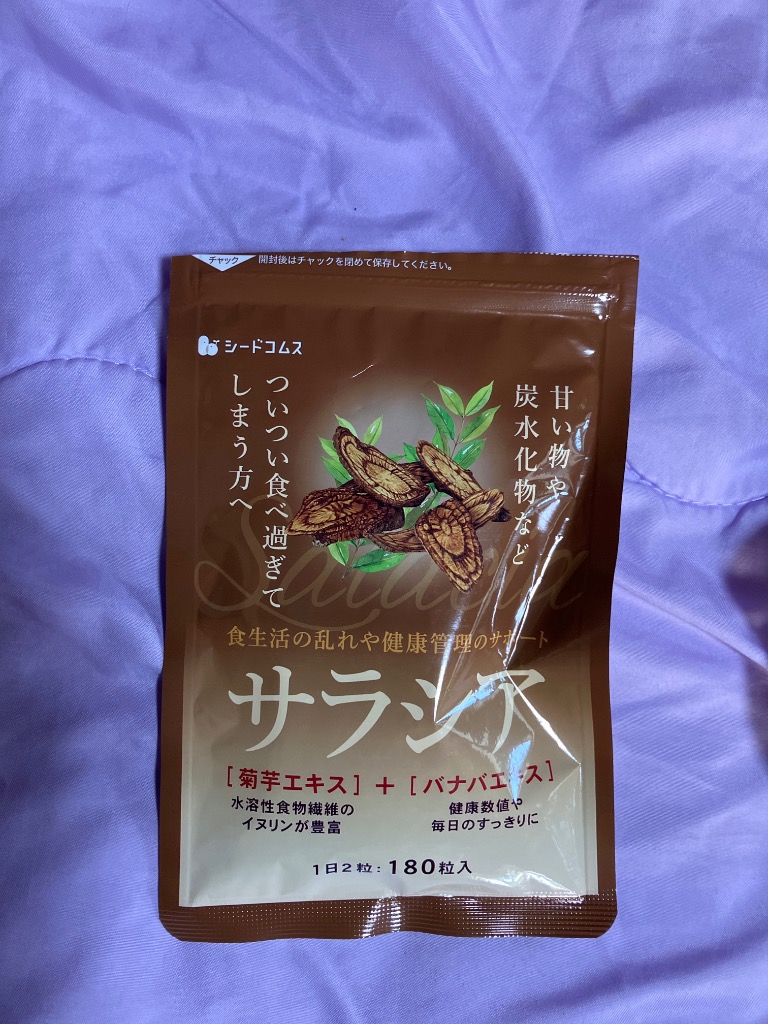 チャック
開封後はチャックを閉めて保存してください。
シードコムス
甘い物や
炭水化物など
ついつい食べ過ぎて
しまう方へ
Salacia
食生活の乱れや健康管理のサポート
サラシア
[菊芋エキス] + [バナバエキス]
水溶性食物繊維の
イヌリンが豊富
健康数値や
毎日のすっきりに
1日2粒:180粒入